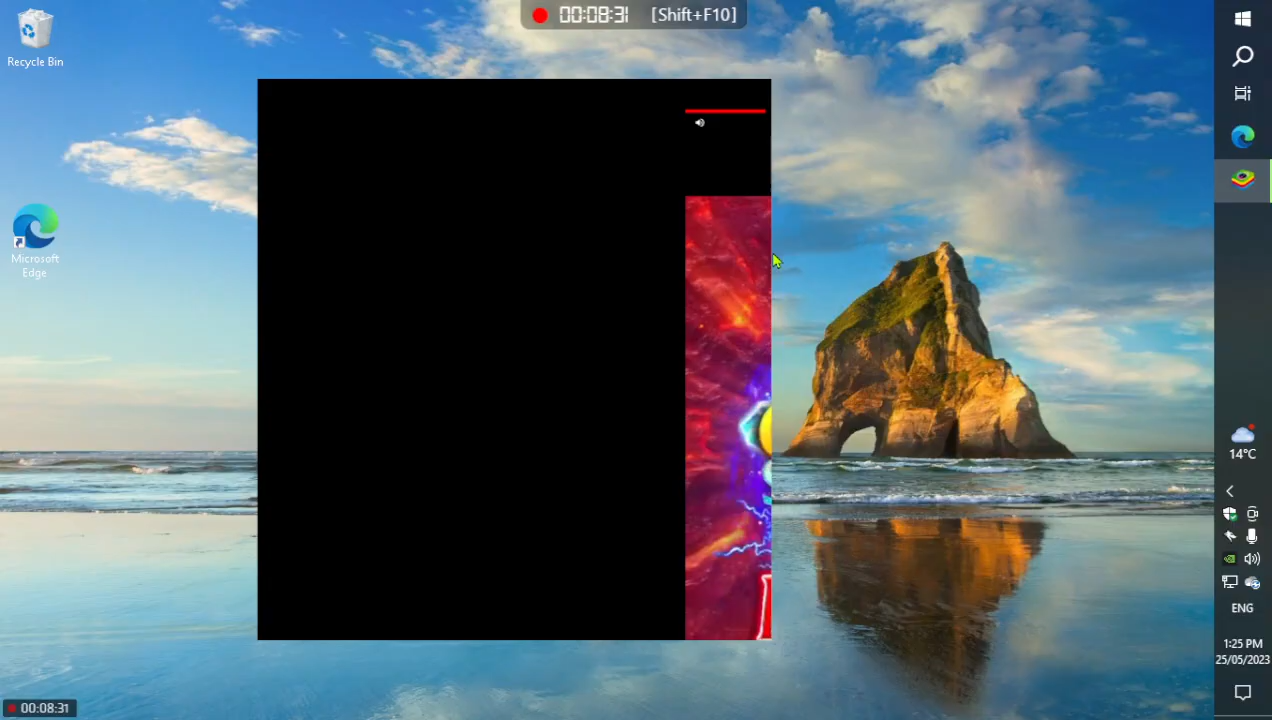 00:08:31 [Shift+F10]
Recycle Bin
Microsoft
Edge
14°C
ENG
1:25 PM
25/05/2023
00:08:31